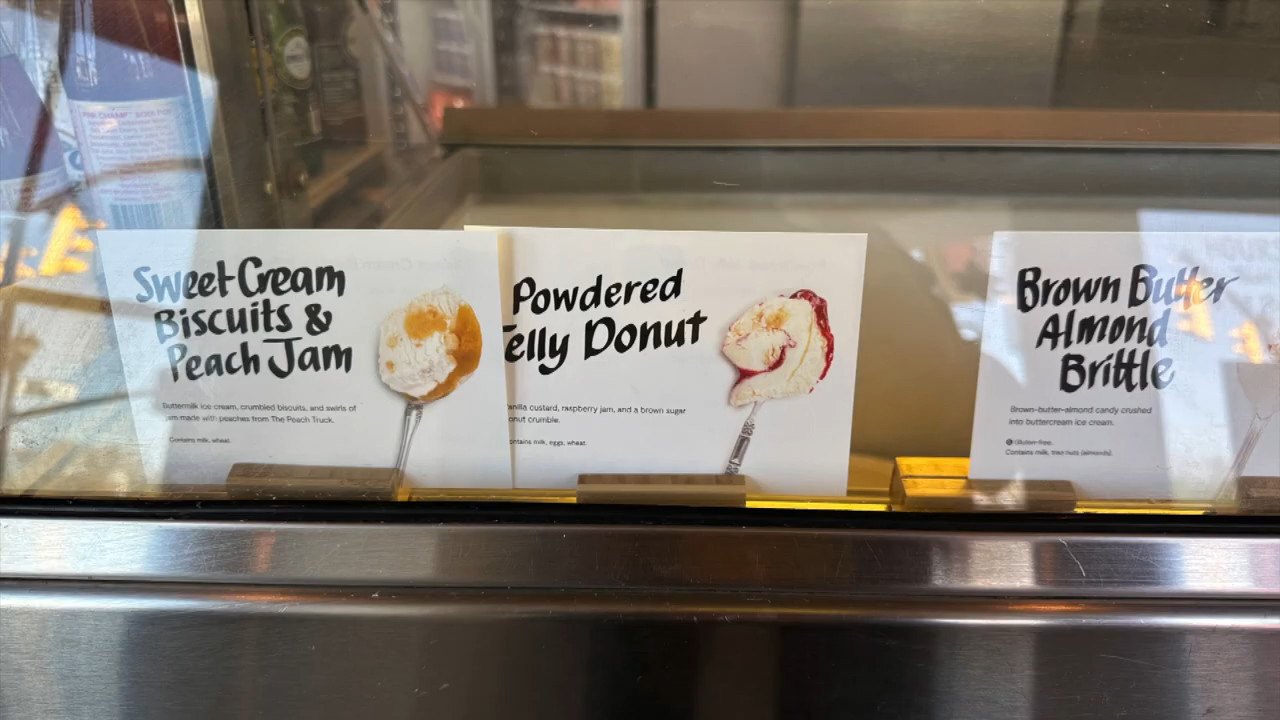 Sweet Cream
Biscuits &
Peach Jam
Buttermilk ice cream, crumbled biscuits, and swirls of
jam made with peaches from The Peach Truck.
Contains milk, wheat.
Powdered
elly Donut
anilla custard, raspberry jam, and a brown sugar
onut crumble.
ontains milk, eggs, wheat.
Brown Butter
Almond
Brittle
Brown-butter-almond candy crushed
into buttercream ice cream.
Gluten-free.
Contains milk, tree nuts (almonds).